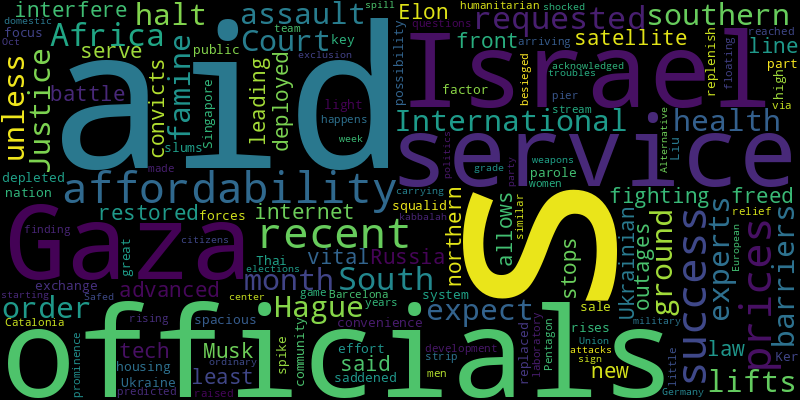 interfere
halt
assault
spill
Elon
humanitarian
shocked
requested
southern
domestic
focus
Oct
Africa
team
Court
key
questions
arriving
satellite
reached
serve
public
exclusion
front
line
unless
Justice
battle
convicts
famine
Singapore
aid
leading
deployed
possibility
Israel
acknowledged
troubles
besieged
replenish
floating
high
part
via
factor
light
pier
stream
International
health
happens
week
slums
made
depleted
nation
politics
service
Alternative
Liu
grade
weapons
party
parole
women
affordability
carrying
squalid
kabbalah
northern
similar
allows
fighting
freed
restored
forces
internet
relief
finding
Gaza
great
citizens
recent
S
stops
Ukrainian
outages
ground
success
experts
European
prices
barriers
Thai
elections
vital
Russia
exchange
advanced
month
South
system
starting
Safed
center
game
Barcelona
years
order
Catalonia
officials
rising
spacious
Hague
convenience
expect
sale
military
prominence
tech
housing
Musk
ordinary
spike
community
effort
said
strip
development
replaced
laboratory
Pentagon
rises
Union
attacks
sign
law
Ker
Ukraine
least
saddened
men
new
little
Germany
lifts
predicted
raised